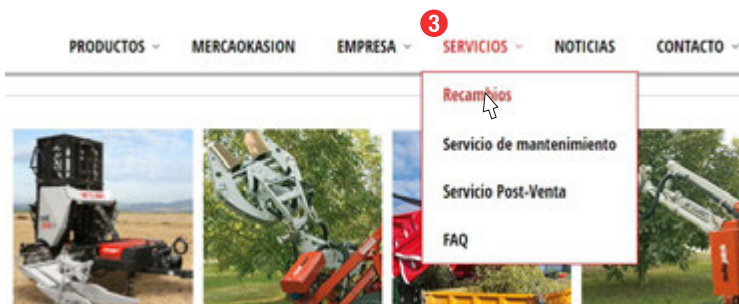 3
PRODUCTOS MERCAOKASION EMPRESA SERVICIOS NOTICIAS CONTACTO
Recambios
Servicio de mantenimiento
Servicio Post-Venta
FAQ